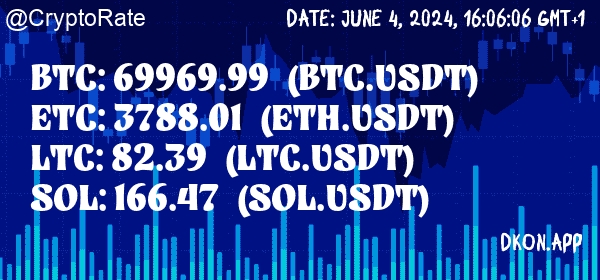 @CryptoRate
DATE: JUNE 4, 2024, 16:06:06 GMT+1
BTC: 69969.99 (BTC.USDT)
ETC: 3788.01 (ETH.USDT)
LTC: 82.39 (LTC.USDT)
SOL: 166.47 (SOL.USDT)
DKON.APP